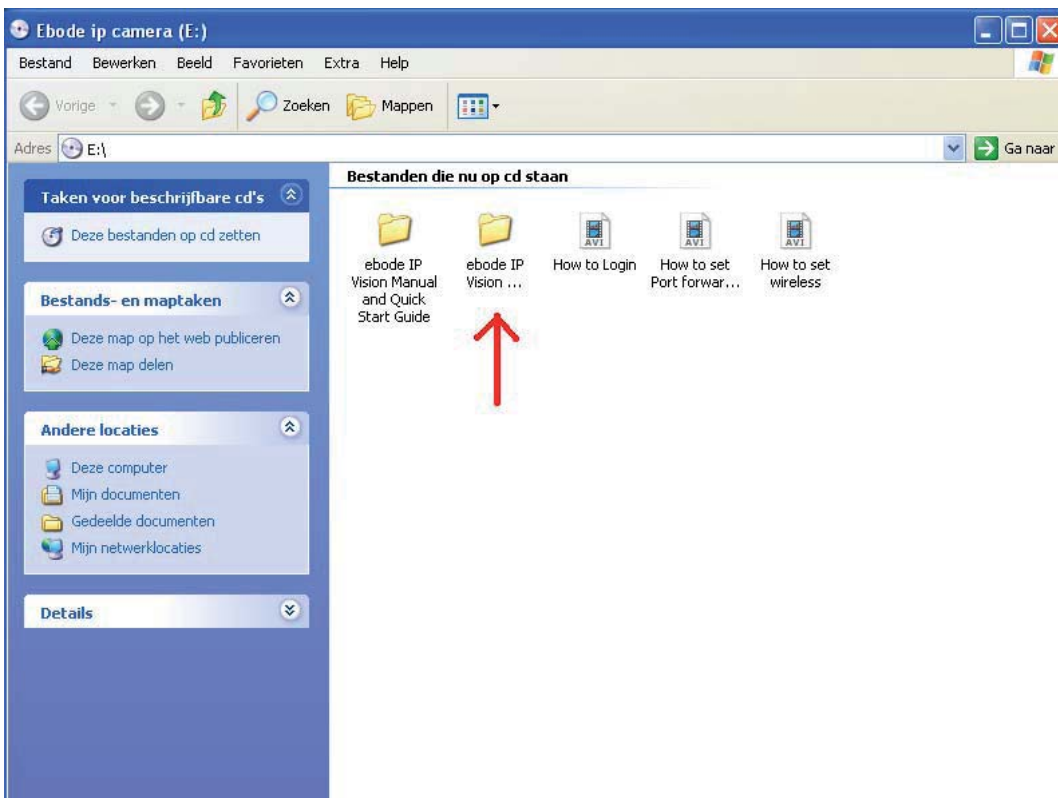 Ebode ip camera (E:)
Bestand Bewerken Beeld Favorieten Extra Help
Vorige Zoeken Mappen
Adres E:\ Ga naar
Taken voor beschrijfbare cd's
Deze bestanden op cd zetten
Bestands- en maptaken
Deze map op het web publiceren
Deze map delen
Andere locaties
Deze computer
Mijn documenten
Gedeelde documenten
Mijn netwerklocaties
Details
Bestanden die nu op cd staan
ebode IP
Vision Manual
and Quick
Start Guide
ebode IP
Vision ...
AVI
How to Login
AVI
How to set
Port forwar...
AVI
How to set
wireless